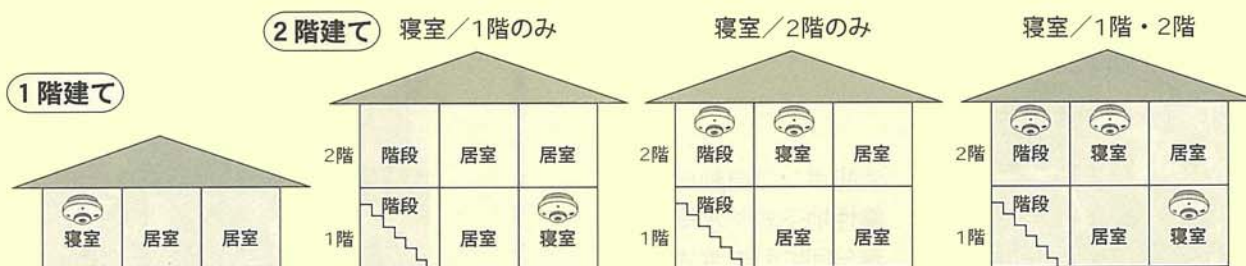 2階建て 寝室／1階のみ 寝室／2階のみ 寝室／1階・2階
1階建て
2階 階段 居室 居室 2階 階段 寝室 居室 2階 階段 寝室 居室
階段 階段 階段
寝室 居室 居室 1階 居室 寝室 1階 居室 居室 1階 居室 寝室